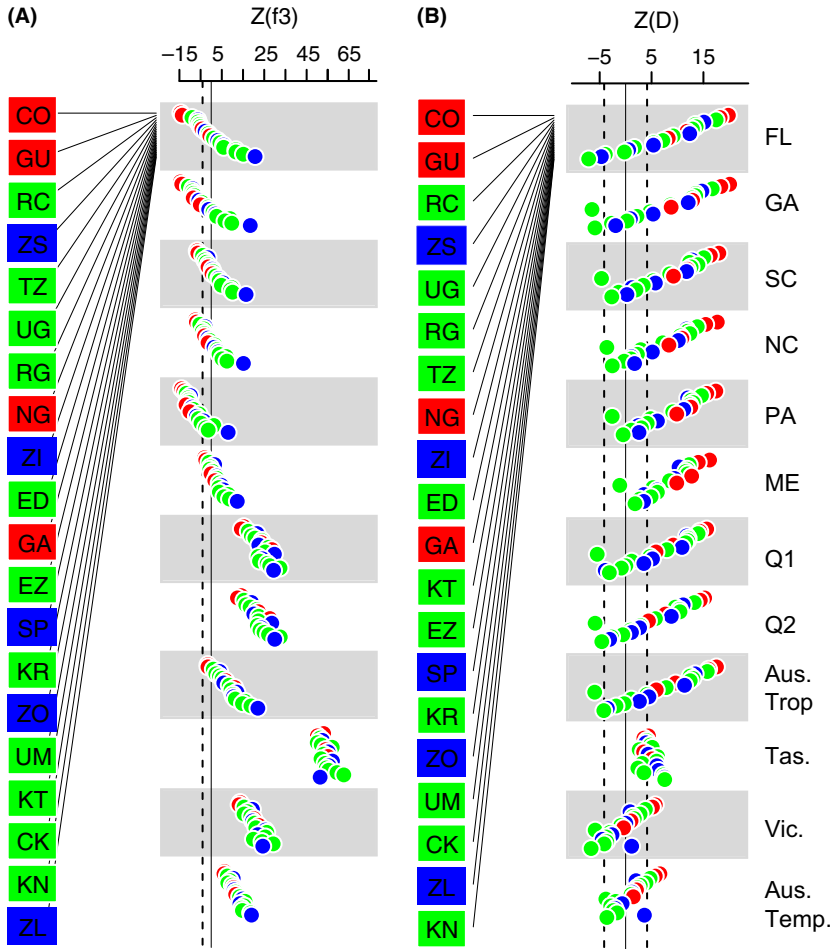 (A) Z(f3)
−15 5 25 45 65
CO
GU
RC
ZS
TZ
UG
RG
NG
ZI
ED
GA
EZ
SP
KR
ZO
UM
KT
CK
KN
ZL
(B) Z(D)
−5 5 15
CO
GU
RC
ZS
UG
RG
TZ
NG
ZI
ED
GA
KT
EZ
SP
KR
ZO
UM
CK
ZL
KN
FL
GA
SC
NC
PA
ME
Q1
Q2
Aus.
Trop
Tas.
Vic.
Aus.
Temp.